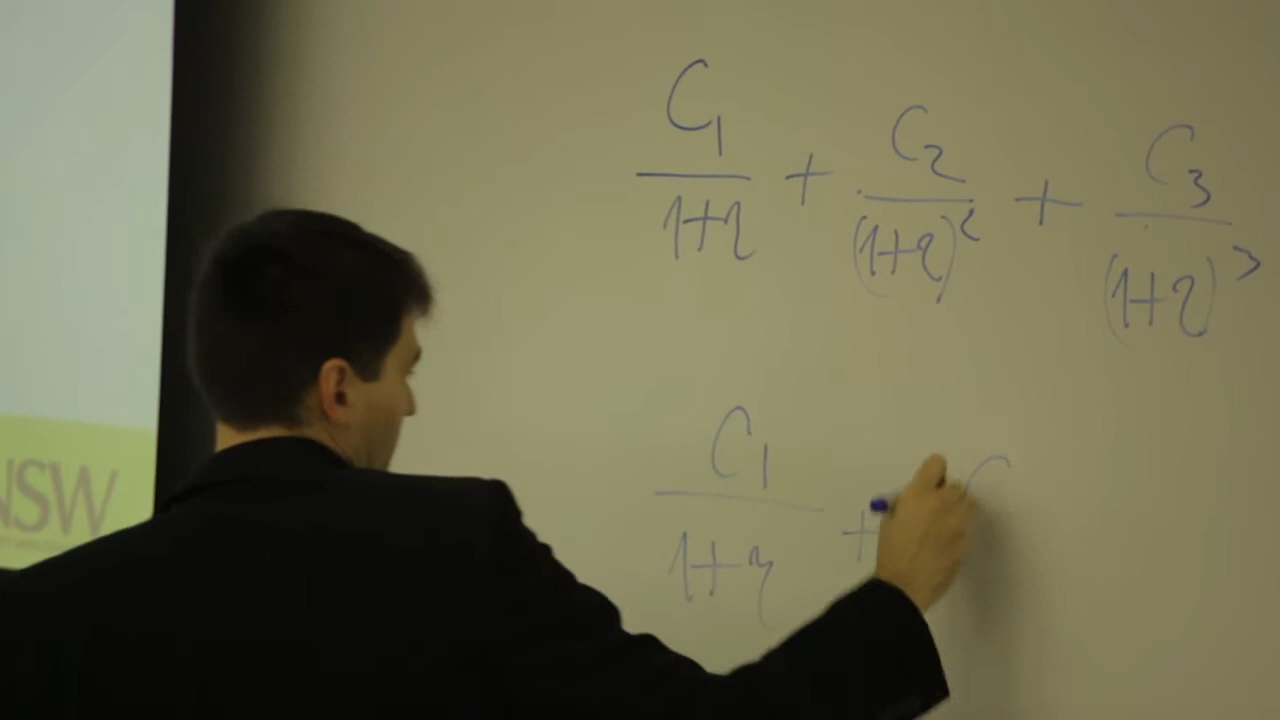 C₁/(1+r) + C₂/(1+r)² + C₃/(1+r)³
C₁/(1+r) + C
NSW